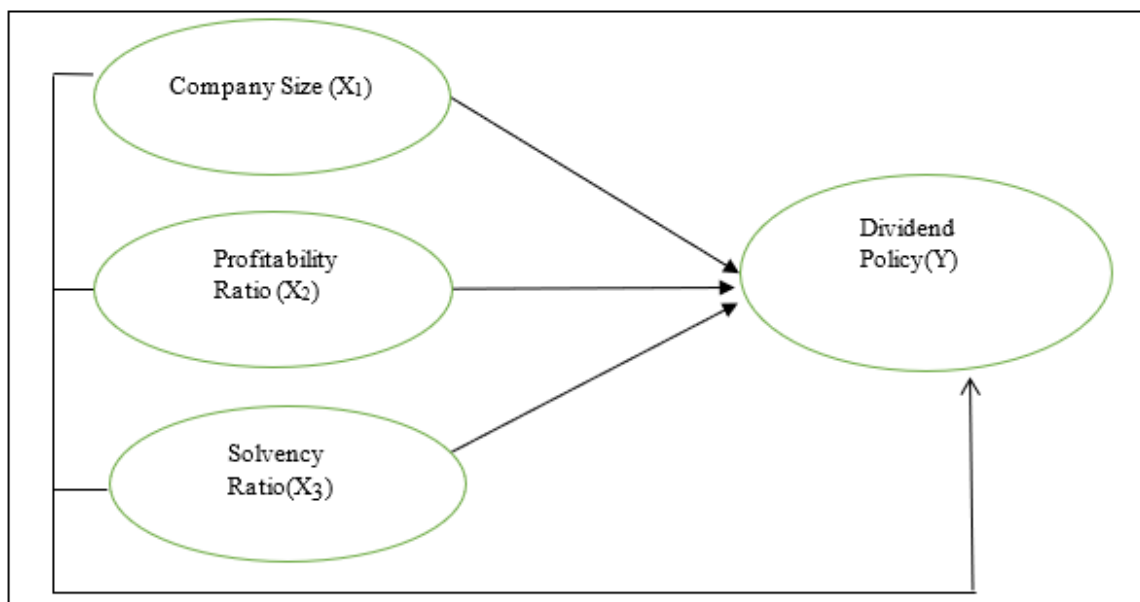 Company Size (X1)
Profitability
Ratio (X2)
Solvency
Ratio(X3)
Dividend
Policy(Y)